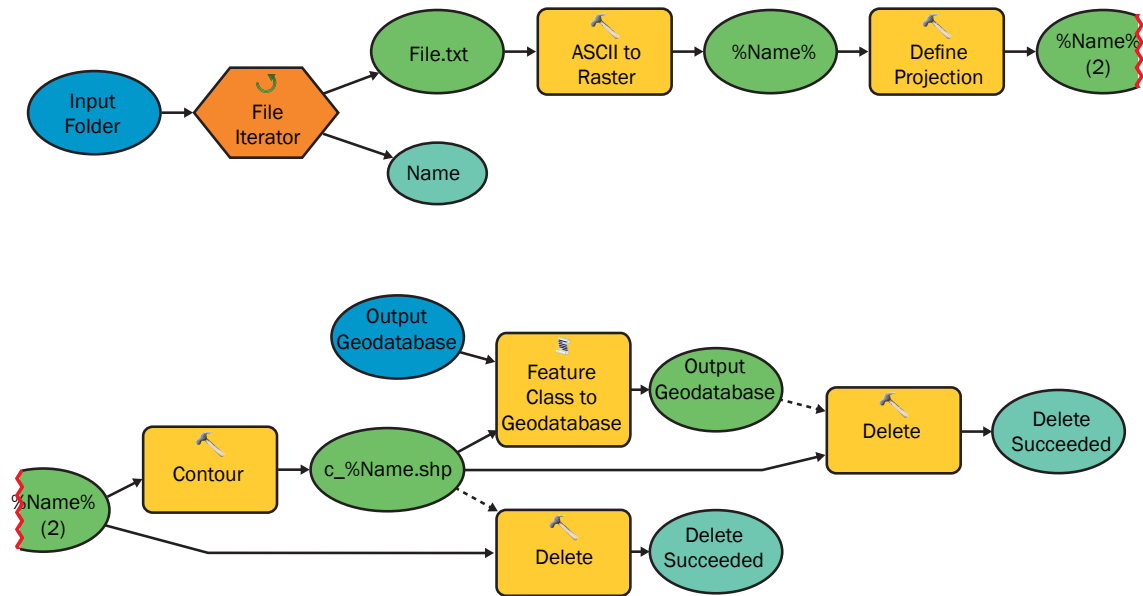 Input
Folder
File
Iterator
File.txt
Name
ASCII to
Raster
%Name%
Define
Projection
%Name%
(2)
Output
Geodatabase
Feature
Class to
Geodatabase
Output
Geodatabase
Delete
Delete
Succeeded
%Name%
(2)
Contour
c_%Name.shp
Delete
Delete
Succeeded